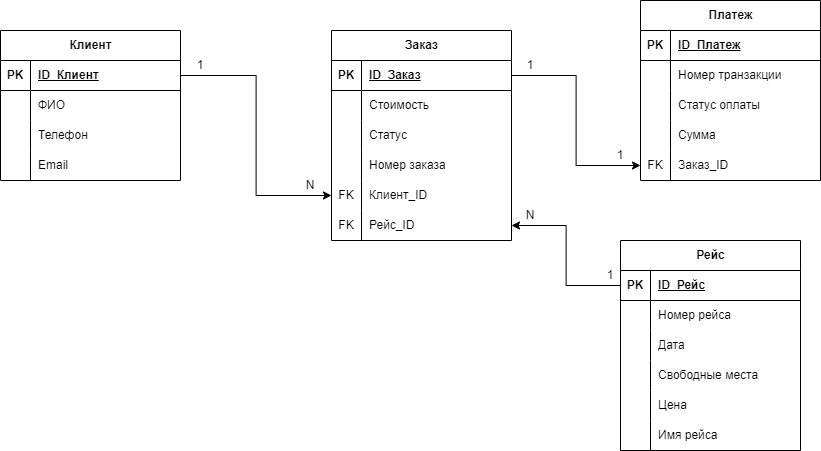 Клиент
PK ID_Клиент
ФИО
Телефон
Email
1
N
Заказ
PK ID_Заказ
Стоимость
Статус
Номер заказа
FK Клиент_ID
FK Рейс_ID
1
1
N
1
Платеж
PK ID_Платеж
Номер транзакции
Статус оплаты
Сумма
FK Заказ_ID
Рейс
PK ID_Рейс
Номер рейса
Дата
Свободные места
Цена
Имя рейса